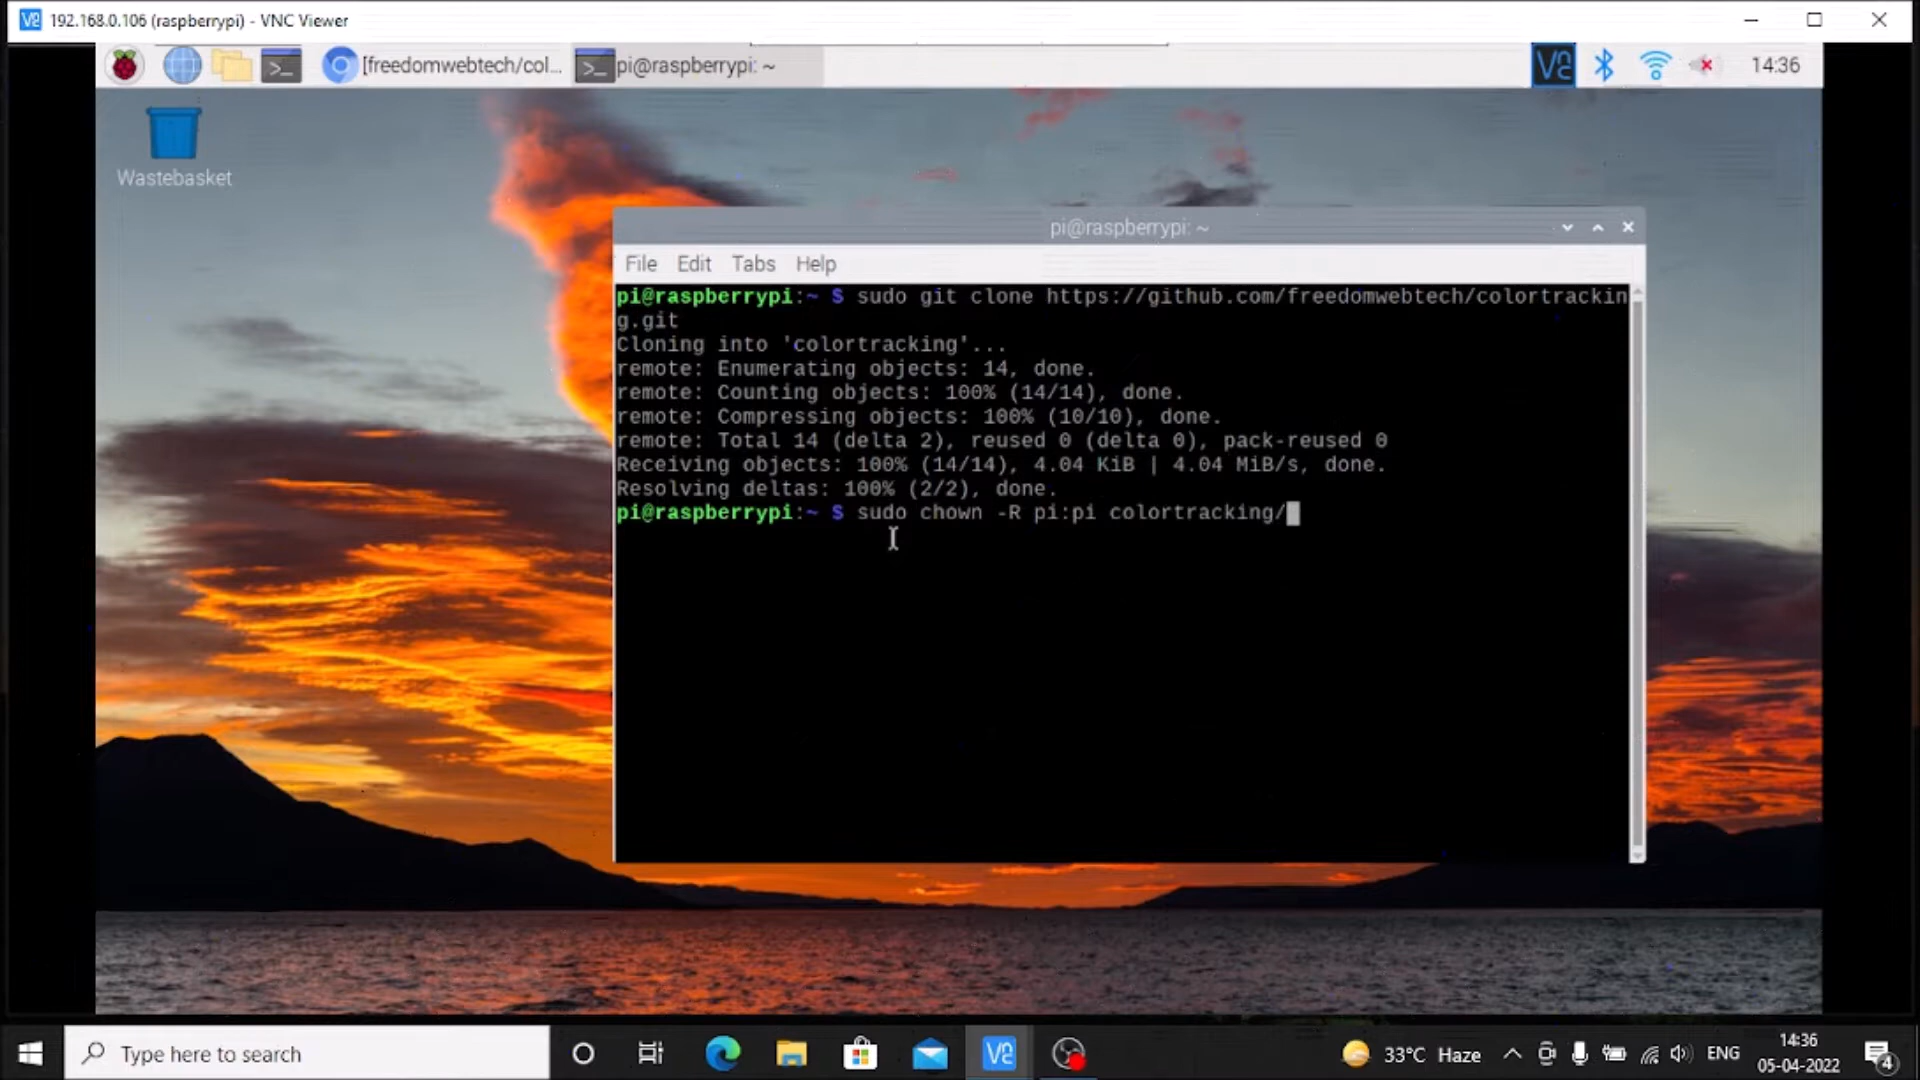 192.168.0.106 (raspberrypi) - VNC Viewer
[freedomwebtech/col...
pi@raspberrypi: ~
14:36
Wastebasket
pi@raspberrypi: ~
File Edit Tabs Help
pi@raspberrypi:~ $ sudo git clone https://github.com/freedomwebtech/colortrackin
g.git
Cloning into 'colortracking'...
remote: Enumerating objects: 14, done.
remote: Counting objects: 100% (14/14), done.
remote: Compressing objects: 100% (10/10), done.
remote: Total 14 (delta 2), reused 0 (delta 0), pack-reused 0
Receiving objects: 100% (14/14), 4.04 KiB | 4.04 MiB/s, done.
Resolving deltas: 100% (2/2), done.
pi@raspberrypi:~ $ sudo chown -R pi:pi colortracking/
Type here to search
33°C Haze
ENG
14:36
05-04-2022
4